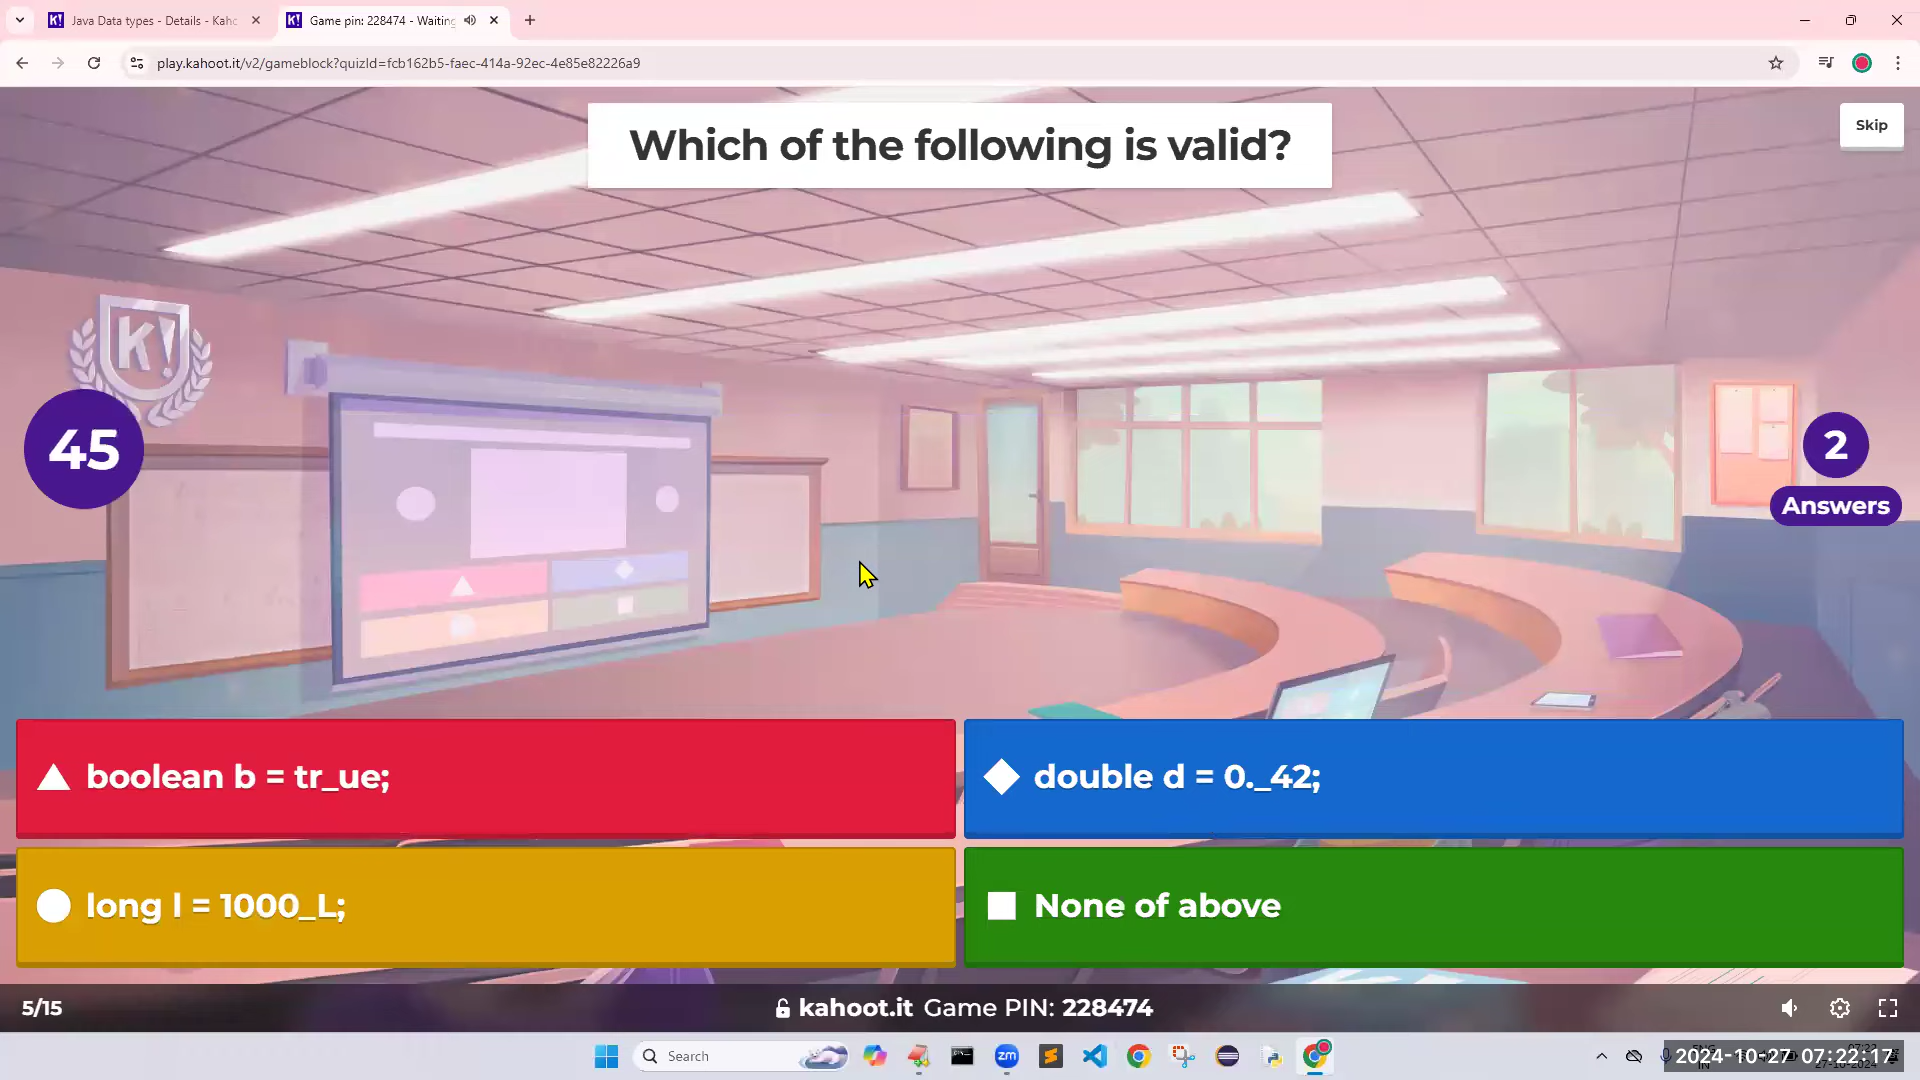 Java Data types - Details - Kaho
Game pin: 228474 - Waiting
play.kahoot.it/v2/gameblock?quizId=fcb162b5-faec-414a-92ec-4e85e82226a9
Which of the following is valid?
Skip
K!
45
2
Answers
boolean b = tr_ue;
double d = 0._42;
long l = 1000_L;
None of above
5/15
kahoot.it Game PIN: 228474
Search
zm
2024-10-27 07:22:17